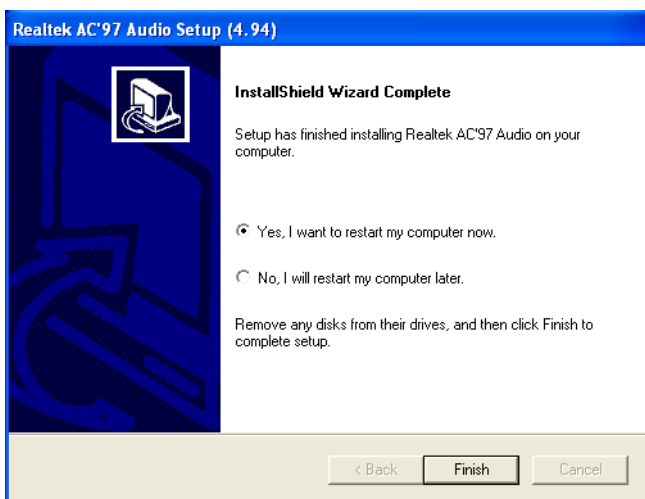 Realtek AC'97 Audio Setup (4.94)
InstallShield Wizard Complete
Setup has finished installing Realtek AC'97 Audio on your
computer.
Yes, I want to restart my computer now.
No, I will restart my computer later.
Remove any disks from their drives, and then click Finish to
complete setup.
< Back Finish Cancel